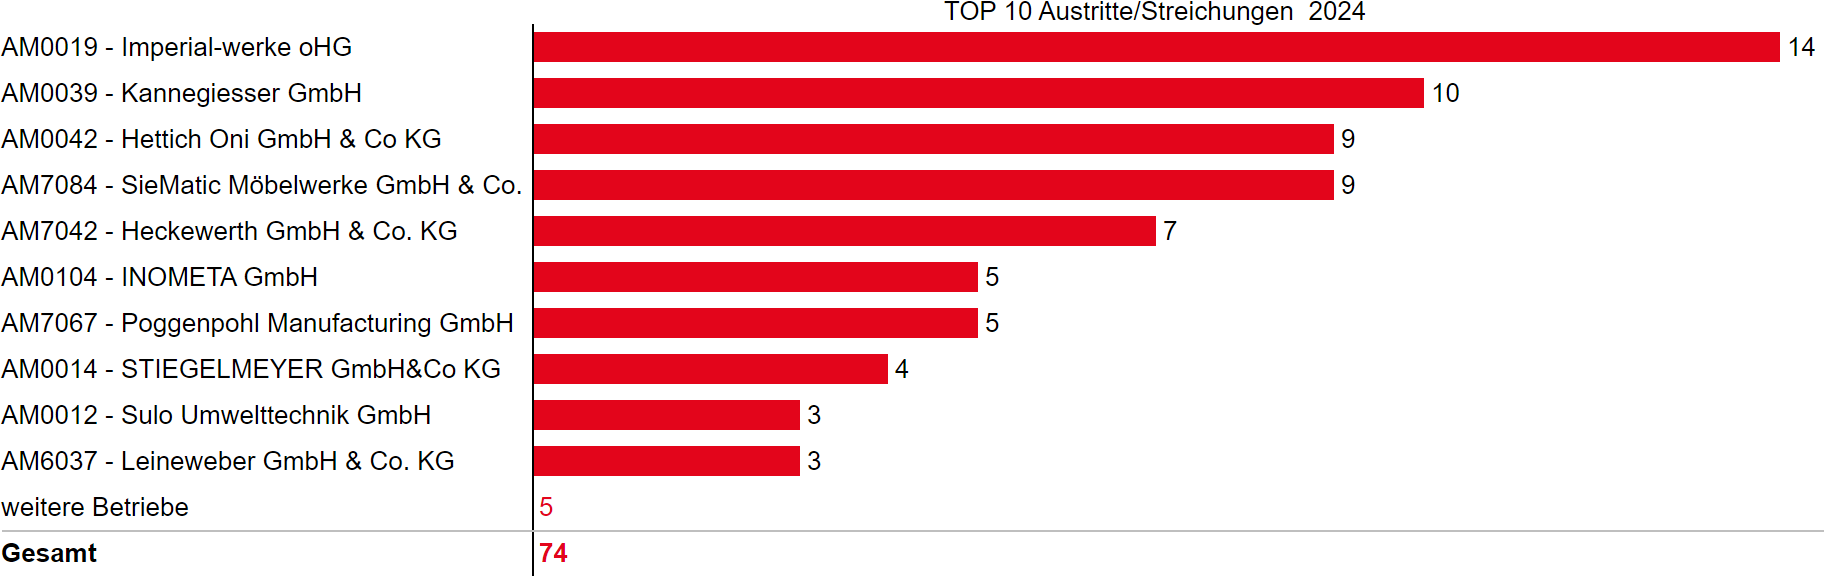 TOP 10 Austritte/Streichungen  2024
AM0019 - Imperial-werke oHG 14
AM0039 - Kannegiesser GmbH 10
AM0042 - Hettich Oni GmbH & Co KG 9
AM7084 - SieMatic Möbelwerke GmbH & Co. 9
AM7042 - Heckewerth GmbH & Co. KG 7
AM0104 - INOMETA GmbH 5
AM7067 - Poggenpohl Manufacturing GmbH 5
AM0014 - STIEGELMEYER GmbH&Co KG 4
AM0012 - Sulo Umwelttechnik GmbH 3
AM6037 - Leineweber GmbH & Co. KG 3
weitere Betriebe 5
Gesamt 74